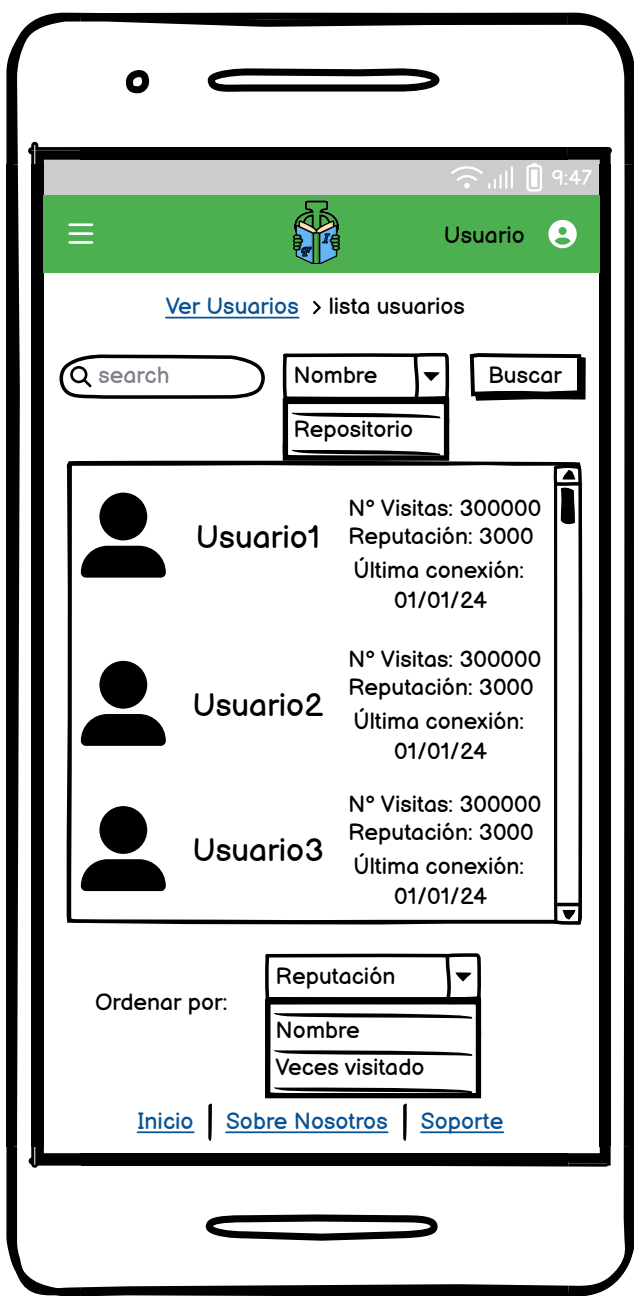 9:47
Usuario
Ver Usuarios > lista usuarios
search
Nombre
Buscar
Repositorio
Usuario1
Nº Visitas: 300000
Reputación: 3000
Última conexión:
01/01/24
Usuario2
Nº Visitas: 300000
Reputación: 3000
Última conexión:
01/01/24
Usuario3
Nº Visitas: 300000
Reputación: 3000
Última conexión:
01/01/24
Ordenar por:
Reputación
Nombre
Veces visitado
Inicio | Sobre Nosotros | Soporte